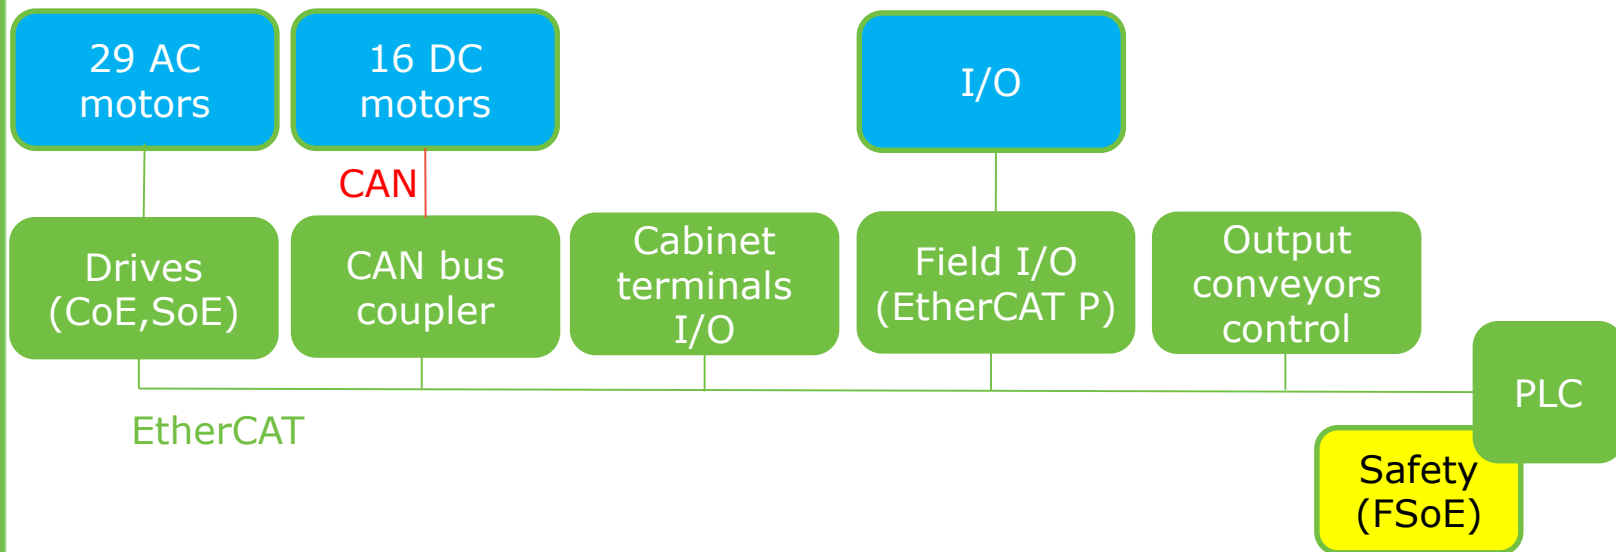 29 AC
motors
16 DC
motors
I/O
CAN
Drives
(CoE,SoE)
CAN bus
coupler
Cabinet
terminals
I/O
Field I/O
(EtherCAT P)
Output
conveyors
control
PLC
EtherCAT
Safety
(FSoE)